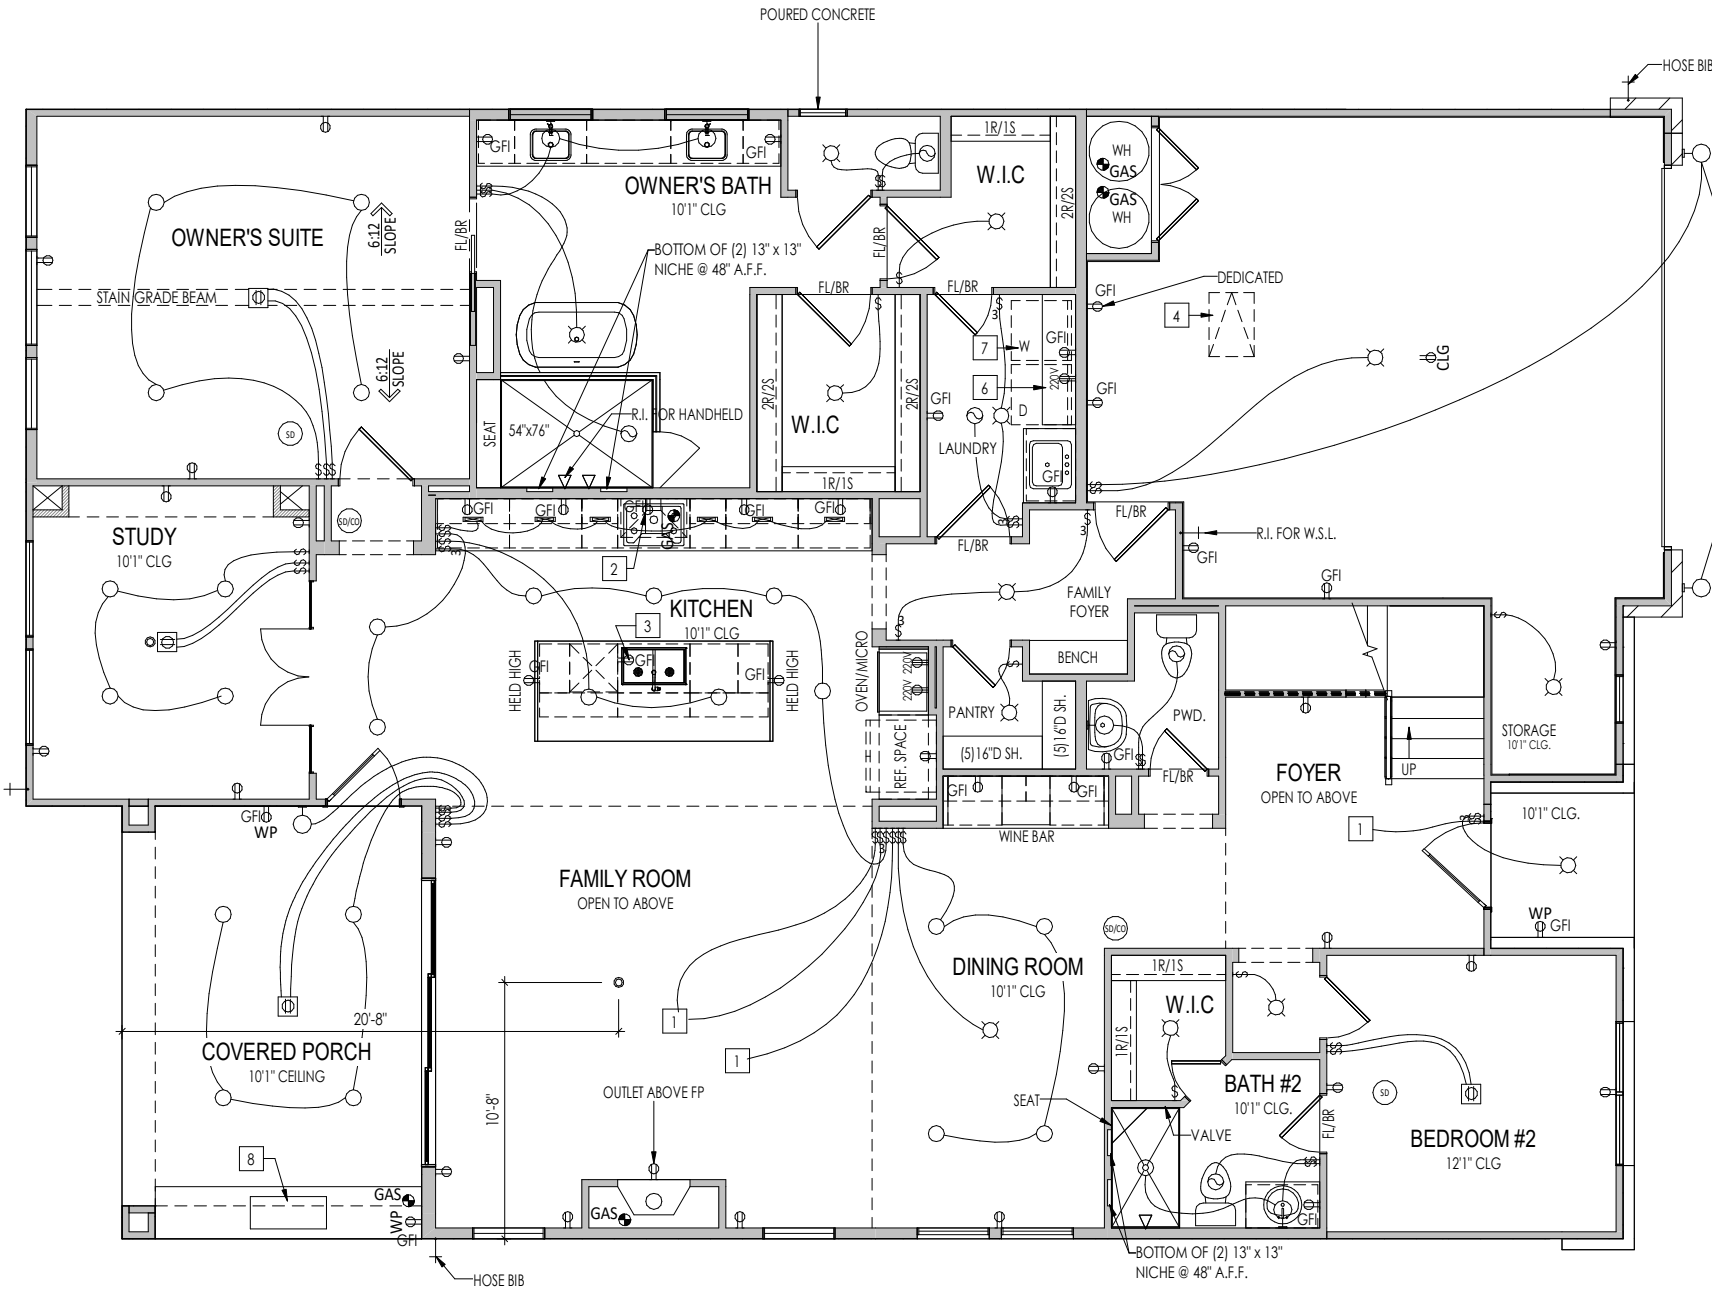 POURED CONCRETE
HOSE BIB
GFI
GFI
OWNER'S BATH
10'1" CLG
1R/1S
W.I.C
2R/2S
WH
GAS
GAS
WH
OWNER'S SUITE
6:12
SLOPE
FL/BR
FL/BR
BOTTOM OF (2) 13" x 13"
NICHE @ 48" A.F.F.
STAIN GRADE BEAM
FL/BR
FL/BR
DEDICATED
GFI
4
6:12
SLOPE
SD
SEAT
54"x76"
R.I. FOR HANDHELD
2R/2S
W.I.C
2R/2S
1R/1S
7
W
GFI
6
220V
D
GFI
LAUNDRY
GFI
GFI
CLG
STUDY
10'1" CLG
SD/CO
GFI
GFI
GFI
GAS
GFI
GFI
2
FL/BR
FL/BR
R.I. FOR W.S.L.
GFI
GFI
KITCHEN
10'1" CLG
3
GFI
GFI
GFI
HELD HIGH
HELD HIGH
OVEN/MICRO
220V
220V
REF. SPACE
FAMILY
FOYER
BENCH
PANTRY
(5)16"D SH.
(5)16"D SH.
PWD.
GFI
FL/BR
STORAGE
10'1" CLG.
UP
FOYER
OPEN TO ABOVE
GFI
GFI
WINE BAR
GFI
WP
1
10'1" CLG.
WP
GFI
FAMILY ROOM
OPEN TO ABOVE
SD/CO
DINING ROOM
10'1" CLG
1
1
20'-8"
COVERED PORCH
10'1" CEILING
10'-8"
OUTLET ABOVE FP
1R/1S
W.I.C
1R/1S
BATH #2
10'1" CLG.
SEAT
VALVE
FL/BR
SD
BEDROOM #2
12'1" CLG
8
GAS
WP
GFI
GAS
GFI
HOSE BIB
BOTTOM OF (2) 13" x 13"
NICHE @ 48" A.F.F.